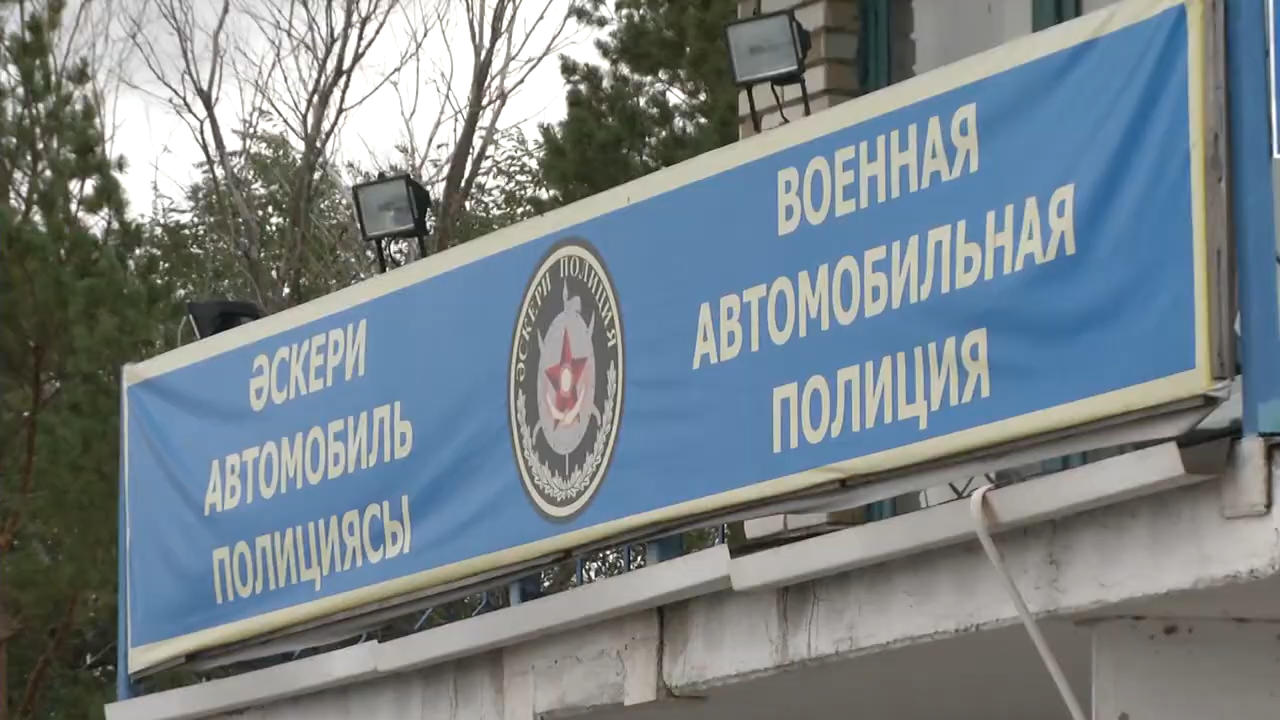 ӘСКЕРИ
АВТОМОБИЛЬ
ПОЛИЦИЯСЫ
ӘСКЕРИ ПОЛИЦИЯ
ВОЕННАЯ
АВТОМОБИЛЬНАЯ
ПОЛИЦИЯ